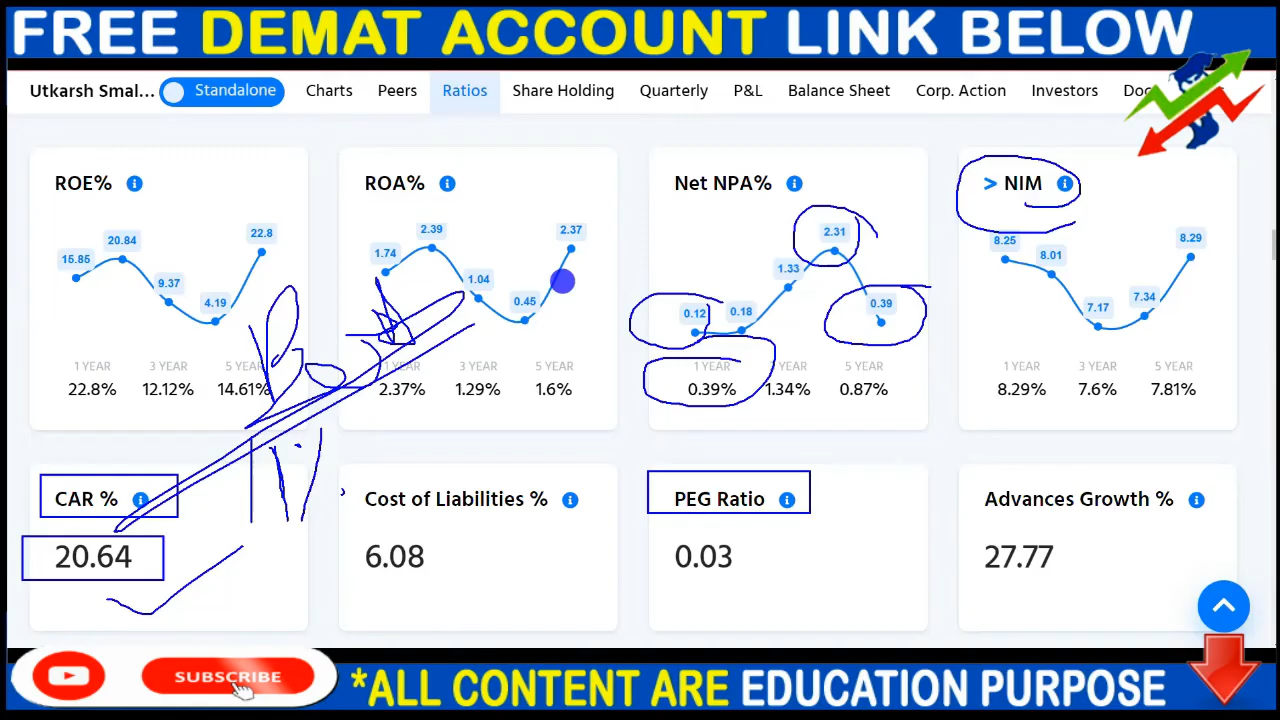 FREE DEMAT ACCOUNT LINK BELOW
Utkarsh Smal... Standalone Charts Peers Ratios Share Holding Quarterly P&L Balance Sheet Corp. Action Investors
ROE% ROA% Net NPA% > NIM
15.85 20.84 9.37 4.19 22.8
1.74 2.39 1.04 0.45 2.37
0.12 0.18 1.33 2.31 0.39
8.25 8.01 7.17 7.34 8.29
1 YEAR 3 YEAR 5 YEAR 1 YEAR 3 YEAR 5 YEAR 1 YEAR 3 YEAR 5 YEAR 1 YEAR 3 YEAR 5 YEAR
22.8% 12.12% 14.61% 2.37% 1.29% 1.6% 0.39% 1.34% 0.87% 8.29% 7.6% 7.81%
CAR % Cost of Liabilities % PEG Ratio Advances Growth %
20.64 6.08 0.03 27.77
SUBSCRIBE
*ALL CONTENT ARE EDUCATION PURPOSE